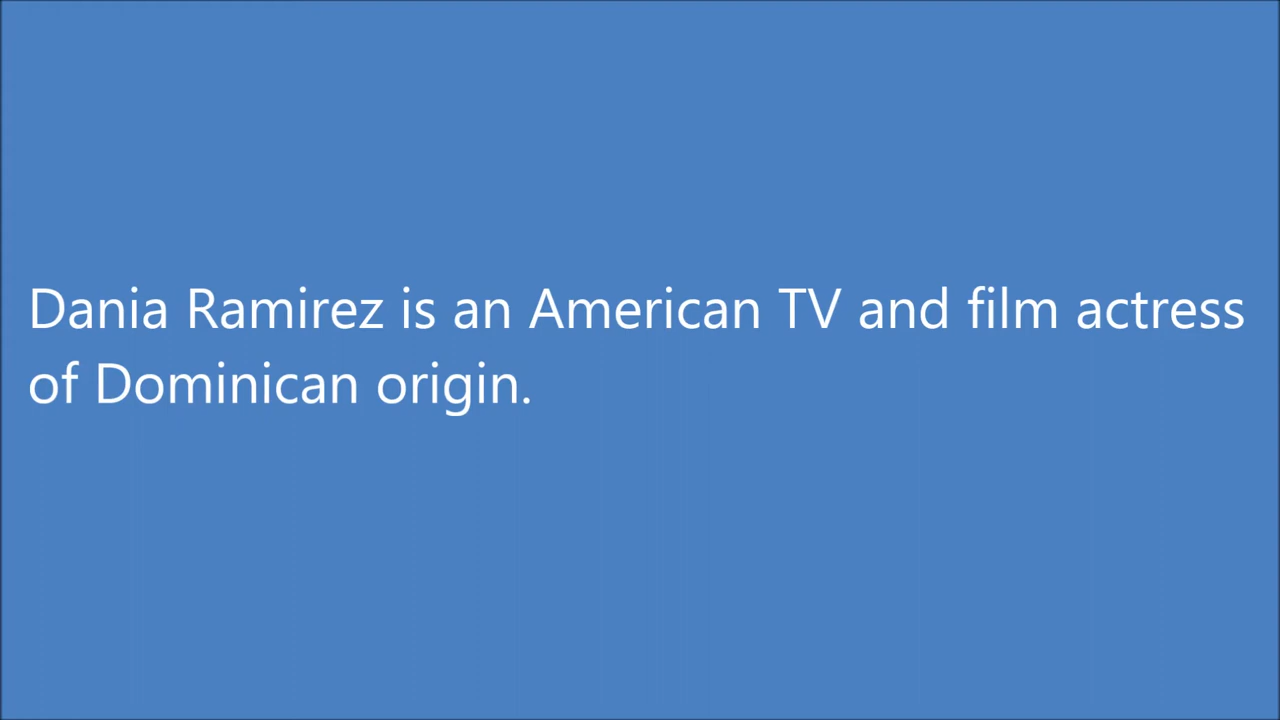 Dania Ramirez is an American TV and film actress
of Dominican origin.